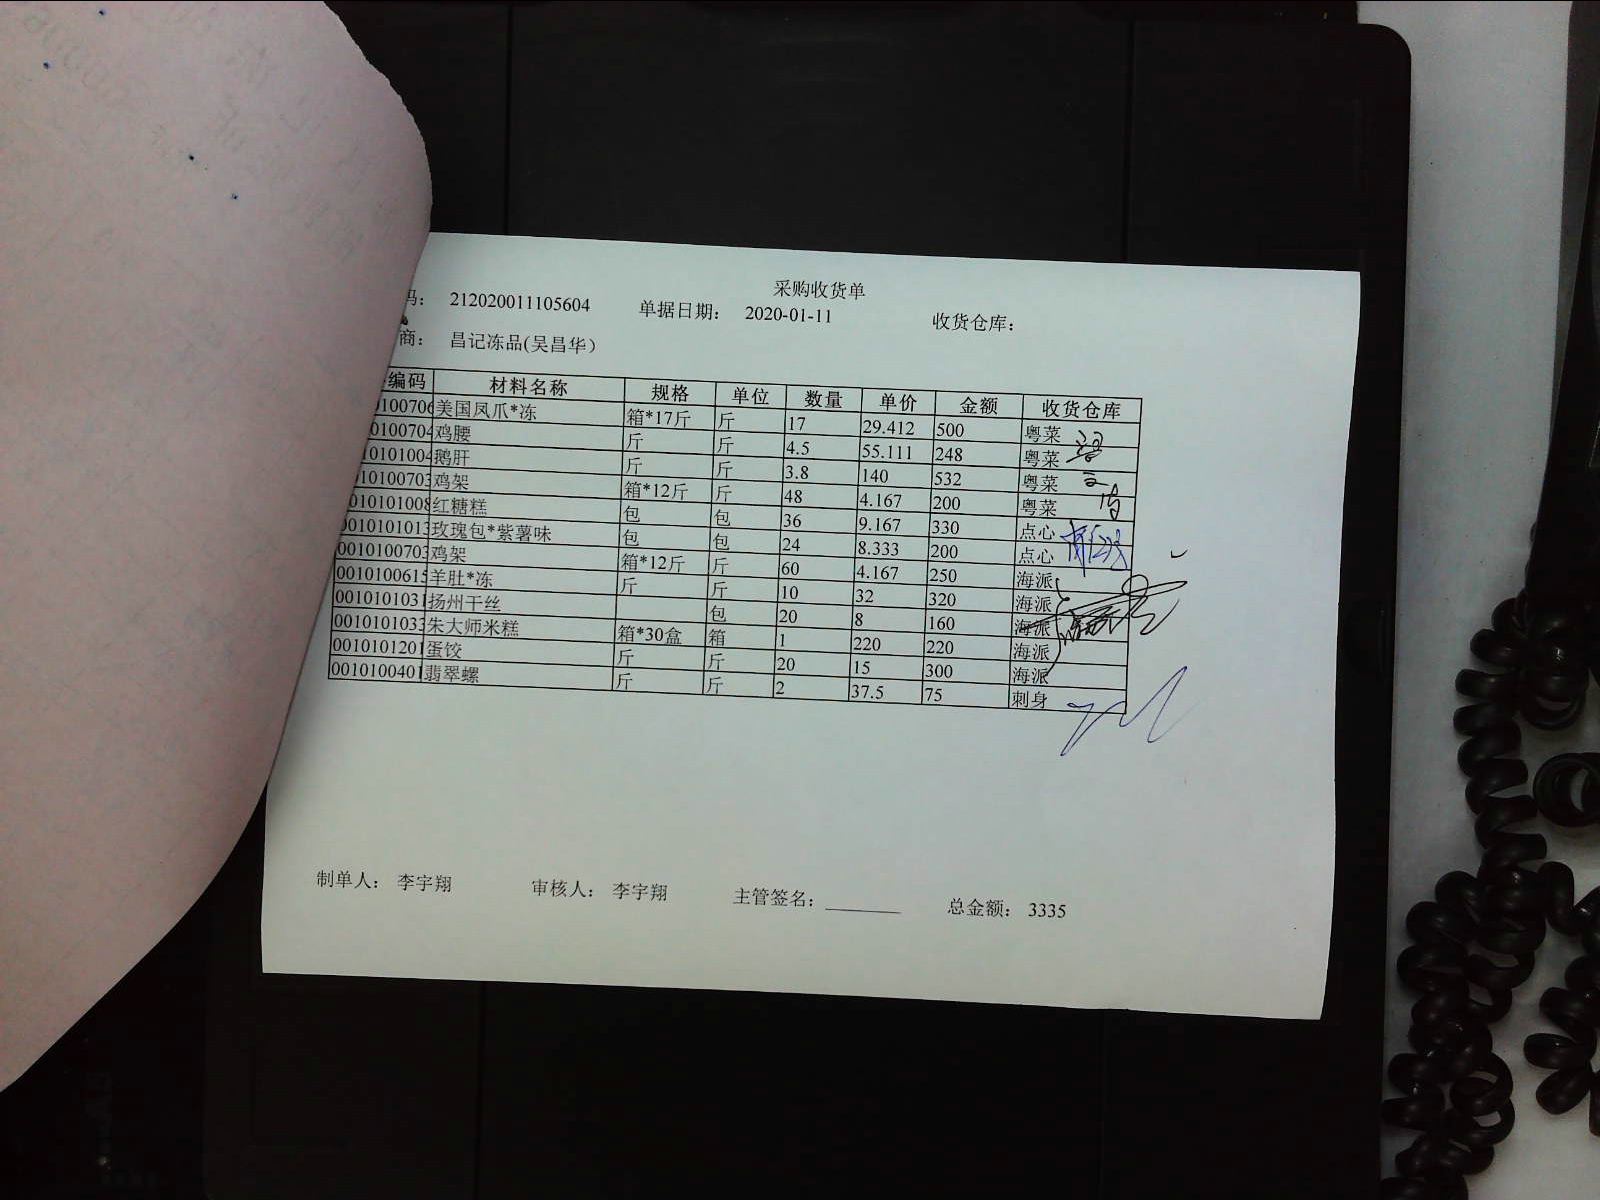 采购收货单
码： 212020011105604 单据日期： 2020-01-11 收货仓库：
商： 昌记冻品(吴昌华）
编码 材料名称 规格 单位 数量 单价 金额 收货仓库
0100706 美国凤爪*冻 箱*17斤 斤 17 29.412 500 粤菜
0100704 鸡腰 斤 斤 4.5 55.111 248 粤菜
0101004 鹅肝 斤 斤 3.8 140 532 粤菜
0100703 鸡架 箱*12斤 斤 48 4.167 200 粤菜
0101008 红糖糕 包 包 36 9.167 330 点心
0010101013 玫瑰包*紫薯味 包 包 24 8.333 200 点心
0010100703 鸡架 箱*12斤 斤 60 4.167 250 海派
0010100615 羊肚*冻 斤 斤 10 32 320 海派
0010101031 扬州干丝 包 20 8 160 海派
0010101033 朱大师米糕 箱*30盒 箱 1 220 220 海派
0010101201 蛋饺 斤 斤 20 15 300 海派
0010100401 翡翠螺 斤 斤 2 37.5 75 刺身
制单人： 李宇翔 审核人： 李宇翔 主管签名： 总金额： 3335